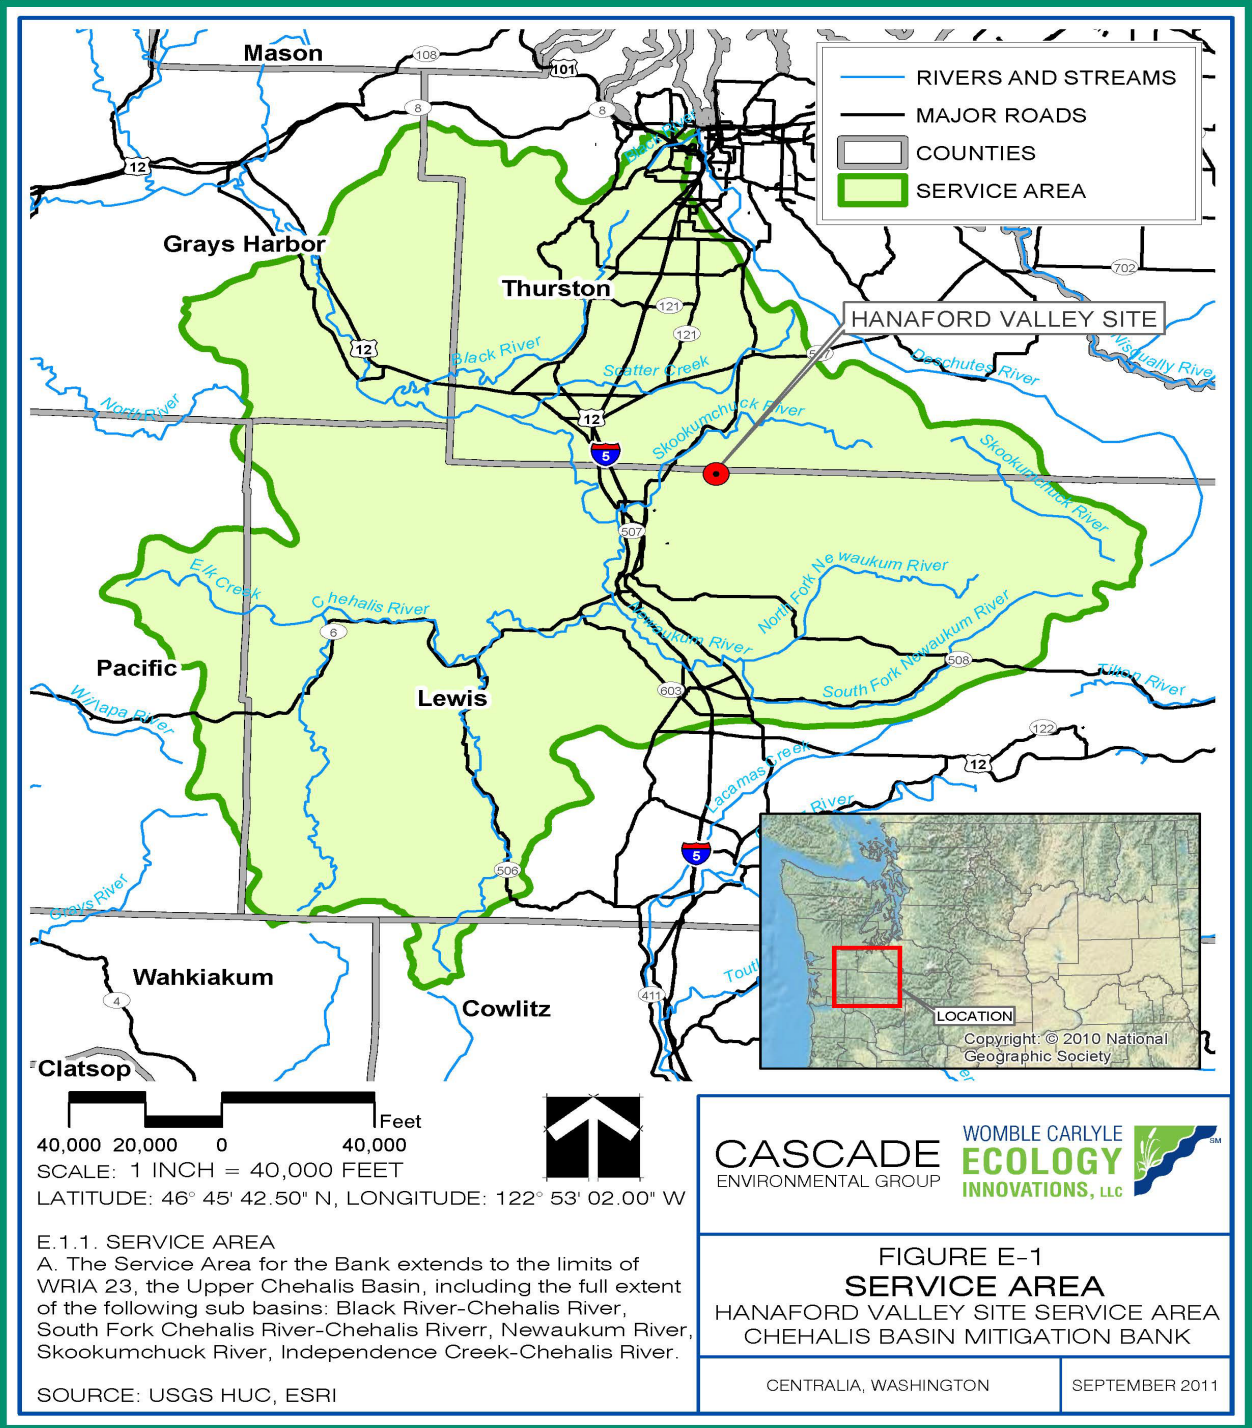 Mason
108
101
8
8
12
RIVERS AND STREAMS
MAJOR ROADS
COUNTIES
SERVICE AREA
Black River
Grays Harbor
Thurston
702
121
121
HANAFORD VALLEY SITE
507
12
Black River
Scatter Creek
Deschutes River
Nisqually River
North River
12
Skookumchuck River
5
Skookumchuck River
507
Elk Creek
Chehalis River
North Fork Newaukum River
6
Newaukum River
South Fork Newaukum River
508
Pacific
Lewis
603
Tilton River
Willapa River
122
12
Lacamas Creek
River
5
506
Grays River
Wahkiakum
4
Cowlitz
411
Tout
LOCATION
Copyright: © 2010 National
Geographic Society
er
Clatsop
Feet
40,000 20,000 0 40,000
SCALE: 1 INCH = 40,000 FEET
LATITUDE: 46° 45' 42.50" N, LONGITUDE: 122° 53' 02.00" W
E.1.1. SERVICE AREA
A. The Service Area for the Bank extends to the limits of
WRIA 23, the Upper Chehalis Basin, including the full extent
of the following sub basins: Black River-Chehalis River,
South Fork Chehalis River-Chehalis Riverr, Newaukum River,
Skookumchuck River, Independence Creek-Chehalis River.
SOURCE: USGS HUC, ESRI
CASCADE
ENVIRONMENTAL GROUP
WOMBLE CARLYLE
ECOLOGY
INNOVATIONS, LLC
SM
FIGURE E-1
SERVICE AREA
HANAFORD VALLEY SITE SERVICE AREA
CHEHALIS BASIN MITIGATION BANK
CENTRALIA, WASHINGTON
SEPTEMBER 2011